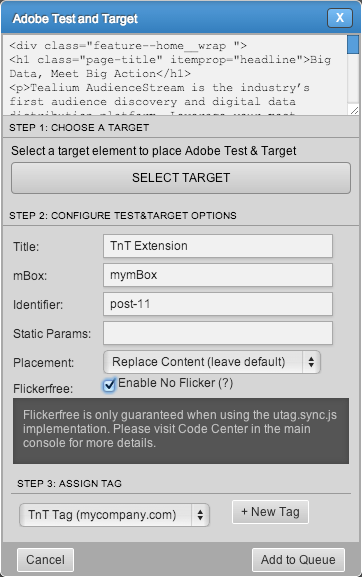 Adobe Test and Target
X
<div class="feature--home__wrap ">
<h1 class="page-title" itemprop="headline">Big
Data, Meet Big Action</h1>
<p>Tealium AudienceStream is the industry's
first audience discovery and digital data
distribution platform. Leverage your most
STEP 1: CHOOSE A TARGET
Select a target element to place Adobe Test & Target
SELECT TARGET
STEP 2: CONFIGURE TEST&TARGET OPTIONS
Title: TnT Extension
mBox: mymBox
Identifier: post-11
Static Params:
Placement: Replace Content (leave default)
Flickerfree: Enable No Flicker (?)
Flickerfree is only guaranteed when using the utag.sync.js
implementation. Please visit Code Center in the main
console for more details.
STEP 3: ASSIGN TAG
TnT Tag (mycompany.com) + New Tag
Cancel Add to Queue